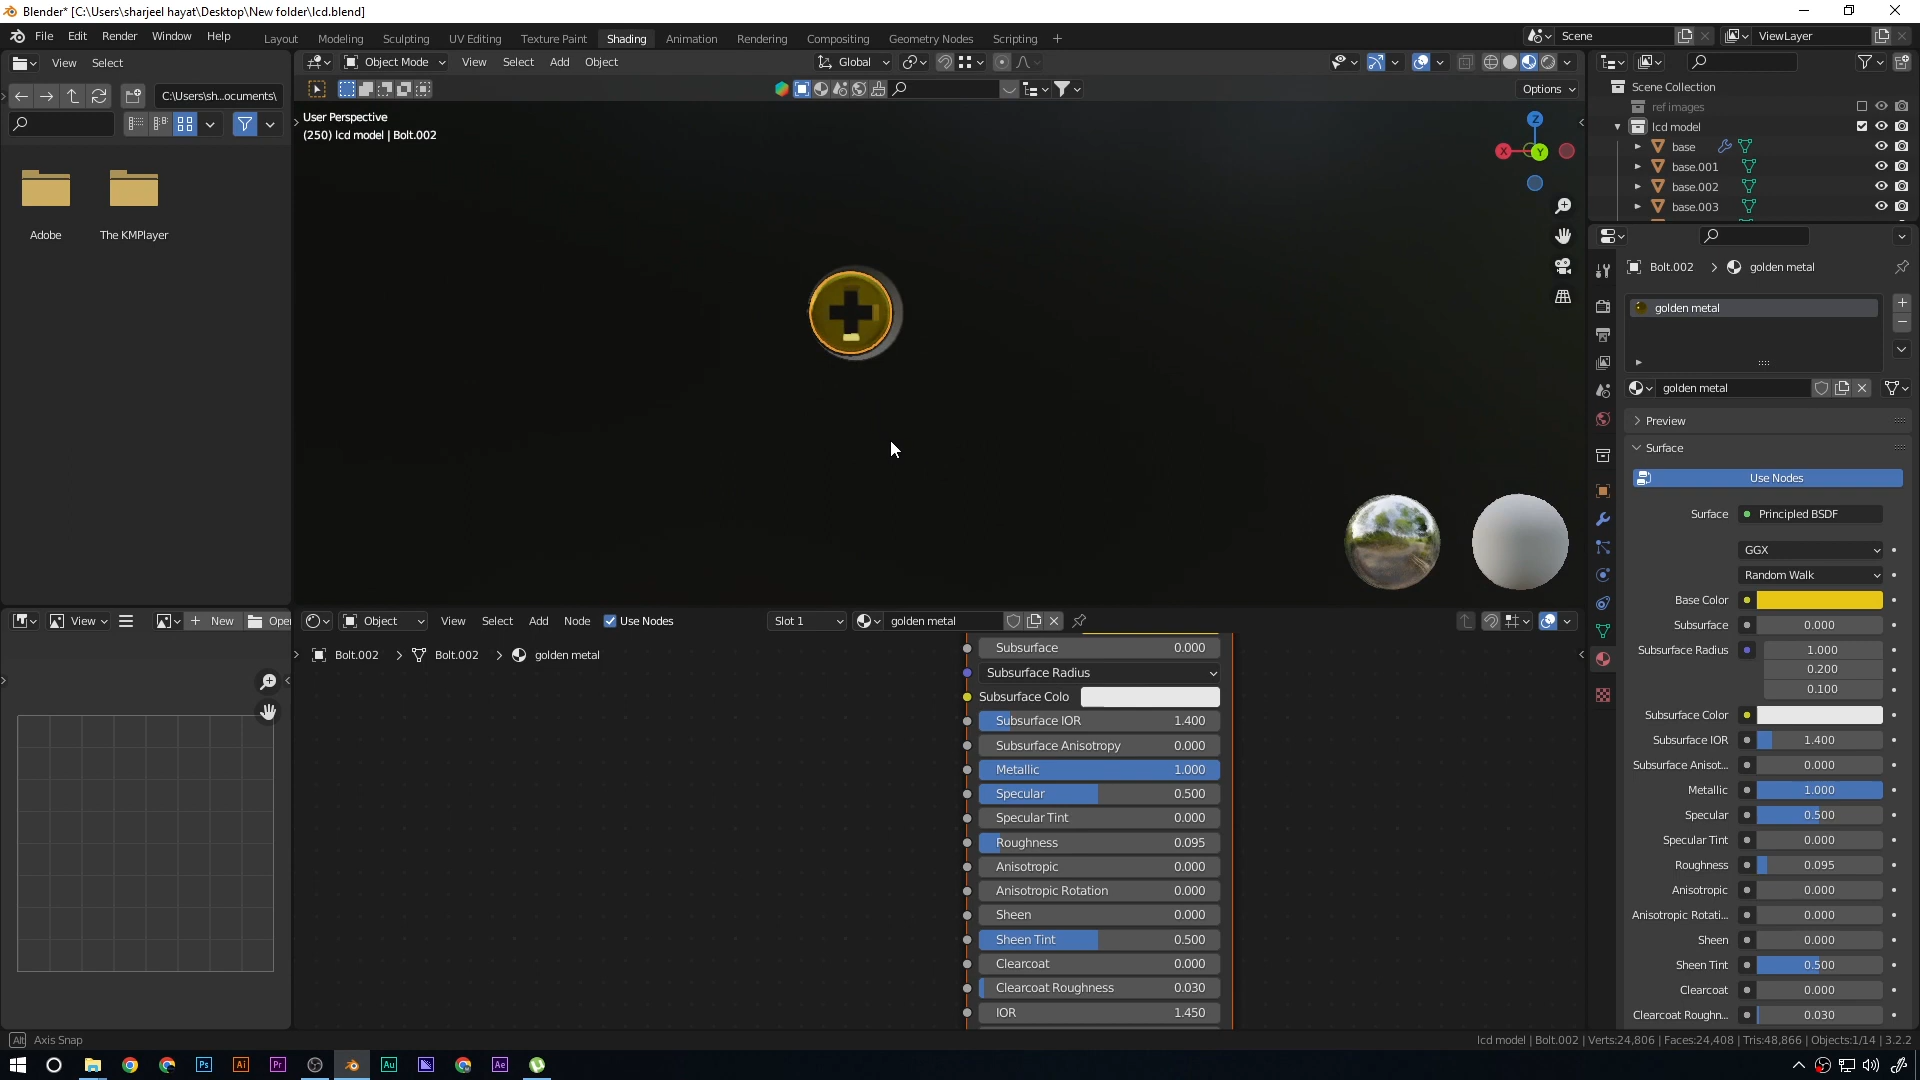 Blender* [C:\Users\sharjeel hayat\Desktop\New folder\lcd.blend]
File Edit Render Window Help
Layout Modeling Sculpting UV Editing Texture Paint Shading Animation Rendering Compositing Geometry Nodes Scripting
Scene
ViewLayer
View Select
Object Mode View Select Add Object
Global
C:\Users\sh...ocuments\
Options
Adobe
The KMPlayer
User Perspective
(250) lcd model | Bolt.002
Z
X
Y
Scene Collection
ref images
lcd model
base
base.001
base.002
base.003
Bolt.002 > golden metal
golden metal
golden metal
Preview
Surface
Use Nodes
Surface Principled BSDF
GGX
Random Walk
Base Color
Subsurface 0.000
Subsurface Radius 1.000
0.200
0.100
Subsurface Color
Subsurface IOR 1.400
Subsurface Anisot... 0.000
Metallic 1.000
Specular 0.500
Specular Tint 0.000
Roughness 0.095
Anisotropic 0.000
Anisotropic Rotati... 0.000
Sheen 0.000
Sheen Tint 0.500
Clearcoat 0.000
Clearcoat Roughn... 0.030
View
New
Open
Object View Select Add Node Use Nodes
Slot 1
golden metal
Bolt.002 > Bolt.002 > golden metal
Subsurface 0.000
Subsurface Radius
Subsurface Colo
Subsurface IOR 1.400
Subsurface Anisotropy 0.000
Metallic 1.000
Specular 0.500
Specular Tint 0.000
Roughness 0.095
Anisotropic 0.000
Anisotropic Rotation 0.000
Sheen 0.000
Sheen Tint 0.500
Clearcoat 0.000
Clearcoat Roughness 0.030
IOR 1.450
Alt Axis Snap
lcd model | Bolt.002 | Verts:24,806 | Faces:24,408 | Tris:48,866 | Objects:1/14 | 3.2.2
Ps
Ai
Pr
Au
Ae